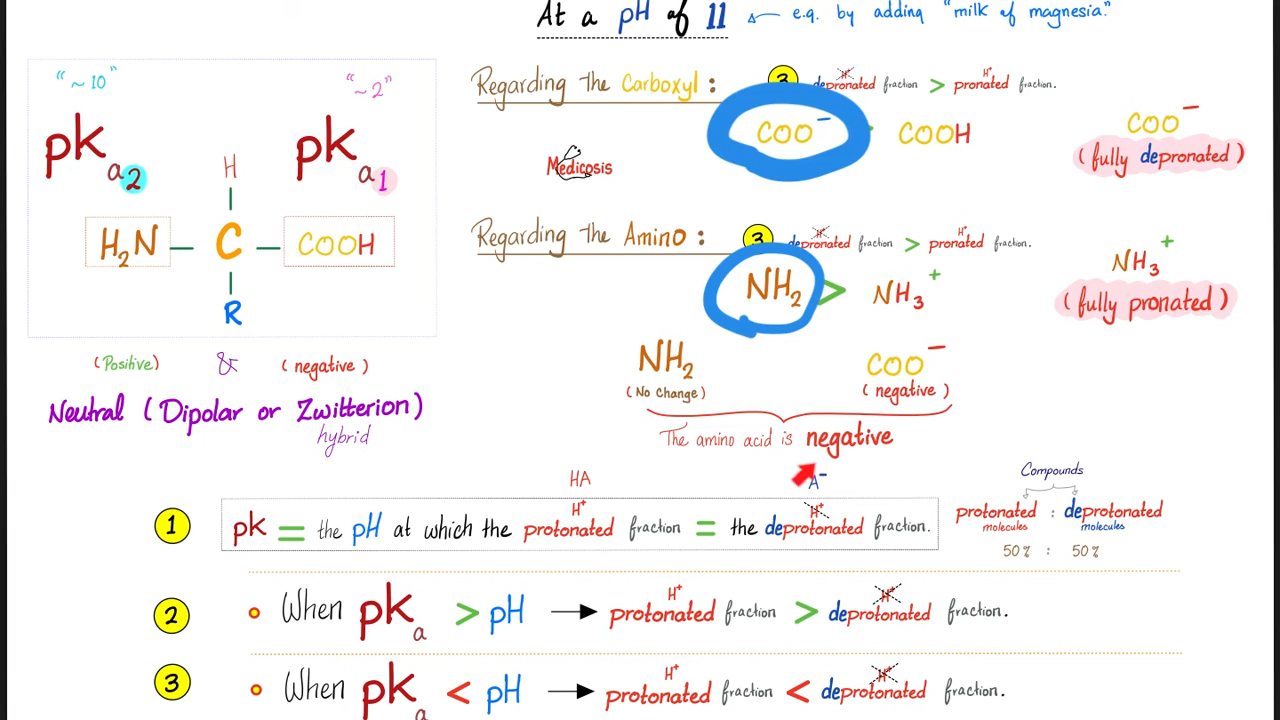 At a pH of 11 e.g. by adding "milk of magnesia."
"~10"
"~2"
pKa2
pKa1
H
H2N — C — COOH
R
(Positive) & (negative)
Neutral (Dipolar or Zwitterion)
hybrid
Regarding the Carboxyl :
3 H+ depronated fraction > H+ pronated fraction.
COO− > COOH
COO−
(fully depronated)
Medicosis
Regarding the Amino :
3 H+ depronated fraction > H+ pronated fraction.
NH2 > NH3+
NH3+
(fully pronated)
NH2
(No Change)
COO−
(negative)
The amino acid is negative
HA
A−
1 pK = the pH at which the H+ protonated fraction = the H+ deprotonated fraction.
Compounds
protonated : deprotonated
molecules molecules
50% : 50%
2 When pKa > pH → H+ protonated fraction > H+ deprotonated fraction.
3 When pKa < pH → H+ protonated fraction < H+ deprotonated fraction.